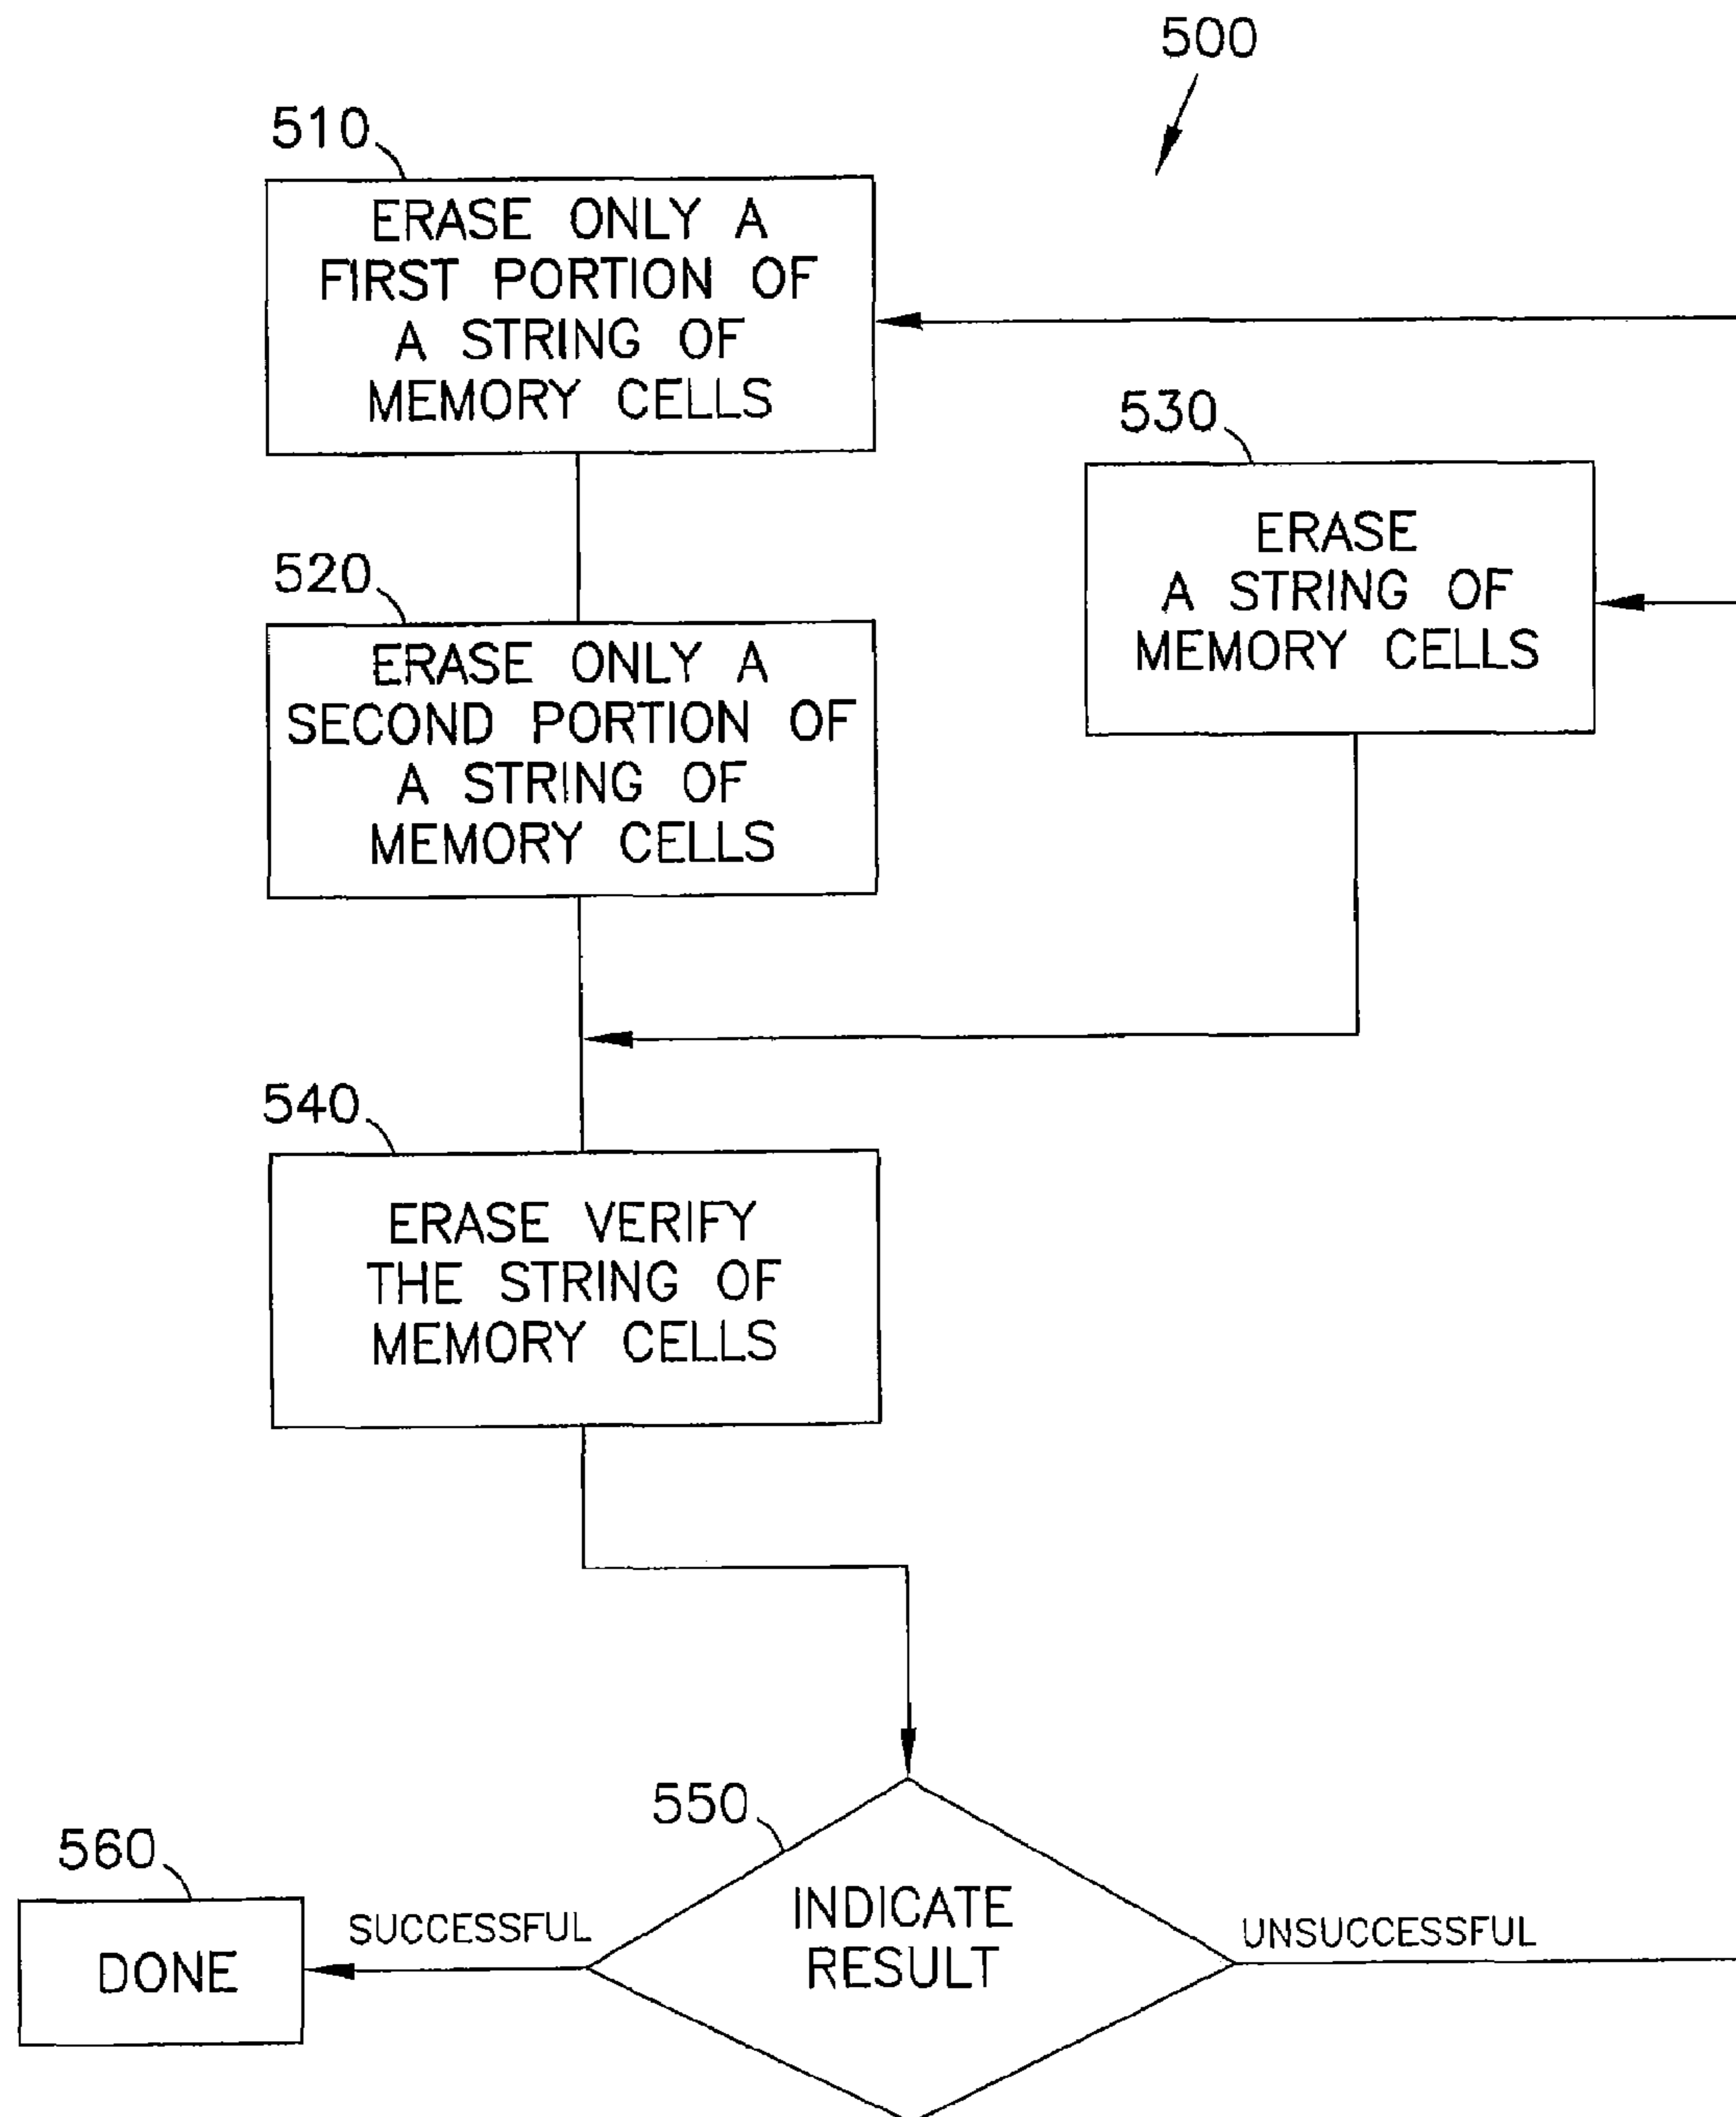 500
510
ERASE ONLY A
FIRST PORTION OF
A STRING OF
MEMORY CELLS
530
ERASE
A STRING OF
MEMORY CELLS
520
ERASE ONLY A
SECOND PORTION OF
A STRING OF
MEMORY CELLS
540
ERASE VERIFY
THE STRING OF
MEMORY CELLS
550
INDICATE
RESULT
560
DONE
SUCCESSFUL
UNSUCCESSFUL